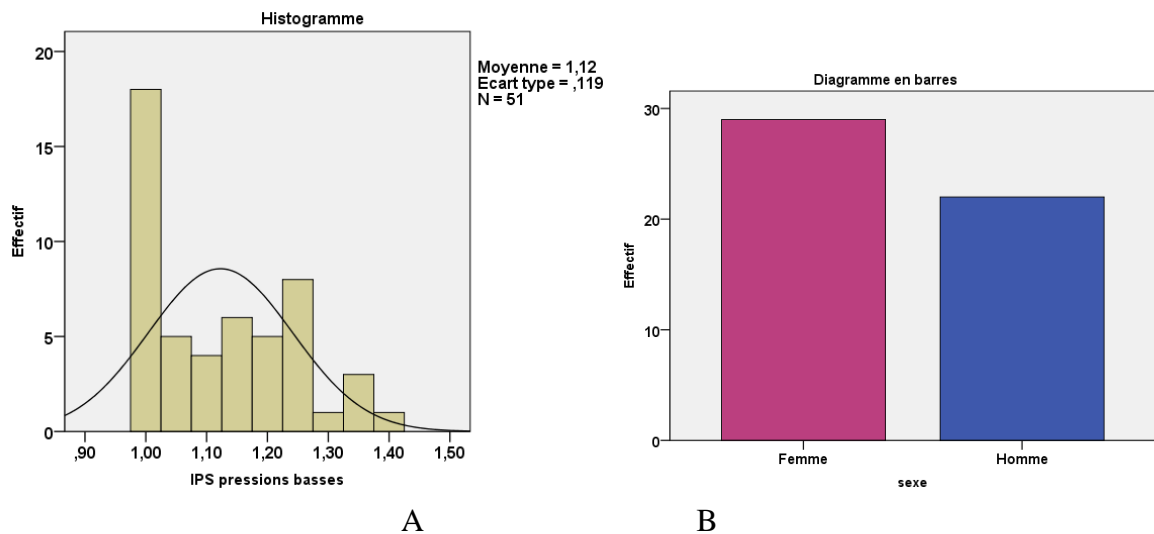 Histogramme
20
15
10
5
0
Effectif
,90 1,00 1,10 1,20 1,30 1,40 1,50
IPS pressions basses
Moyenne = 1,12
Ecart type = ,119
N = 51
A
Diagramme en barres
30
20
10
0
Effectif
Femme Homme
sexe
B